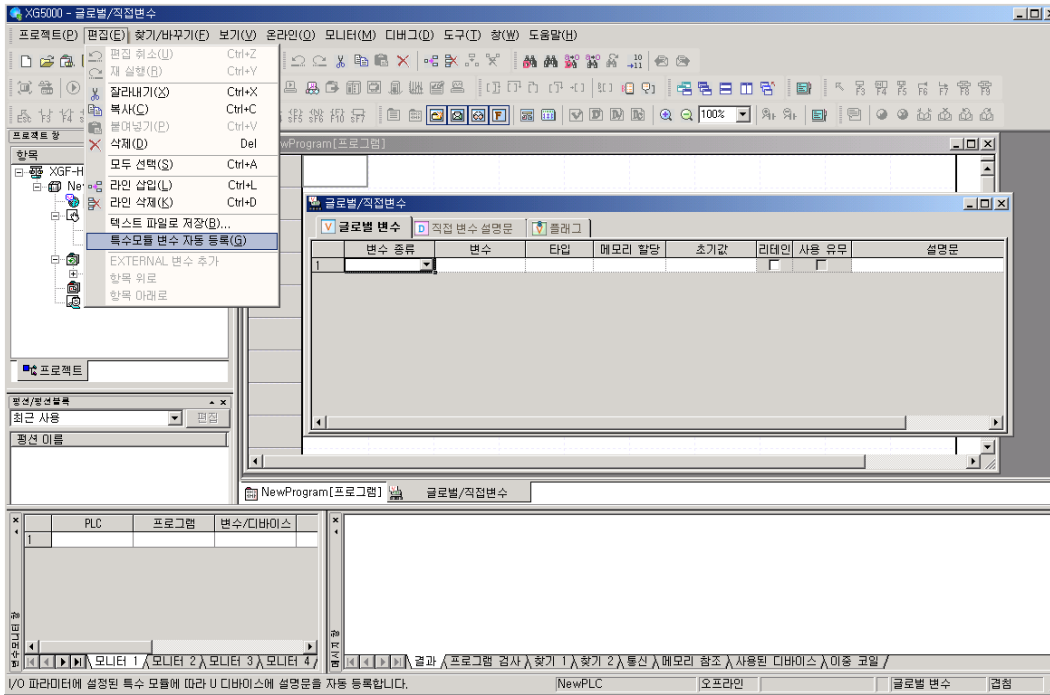 XG5000 - 글로벌/직접변수
프로젝트(P) 편집(E) 찾기/바꾸기(F) 보기(V) 온라인(O) 모니터(M) 디버그(D) 도구(T) 창(W) 도움말(H)
편집 취소(U) Ctrl+Z
재 실행(R) Ctrl+Y
잘라내기(X) Ctrl+X
복사(C) Ctrl+C
붙여넣기(P) Ctrl+V
삭제(D) Del
모두 선택(S) Ctrl+A
라인 삽입(L) Ctrl+L
라인 삭제(K) Ctrl+D
텍스트 파일로 저장(B)...
특수모듈 변수 자동 등록(G)
EXTERNAL 변수 추가
항목 위로
항목 아래로
100%
프로젝트 창
항목
XGF-H
Ne
프로젝트
wProgram[프로그램]
글로벌/직접변수
글로벌 변수 직접 변수 설명문 플래그
변수 종류 변수 타입 메모리 할당 초기값 리테인 사용 유무 설명문
1
펑션/펑션블록
최근 사용 편집
펑션 이름
NewProgram[프로그램] 글로벌/직접변수
PLC 프로그램 변수/디바이스
1
모니터 1 모니터 2 모니터 3 모니터 4
결과 프로그램 검사 찾기 1 찾기 2 통신 메모리 참조 사용된 디바이스 이중 코일
I/O 파라미터에 설정된 특수 모듈에 따라 U 디바이스에 설명문을 자동 등록합니다. NewPLC 오프라인 글로벌 변수 겹침